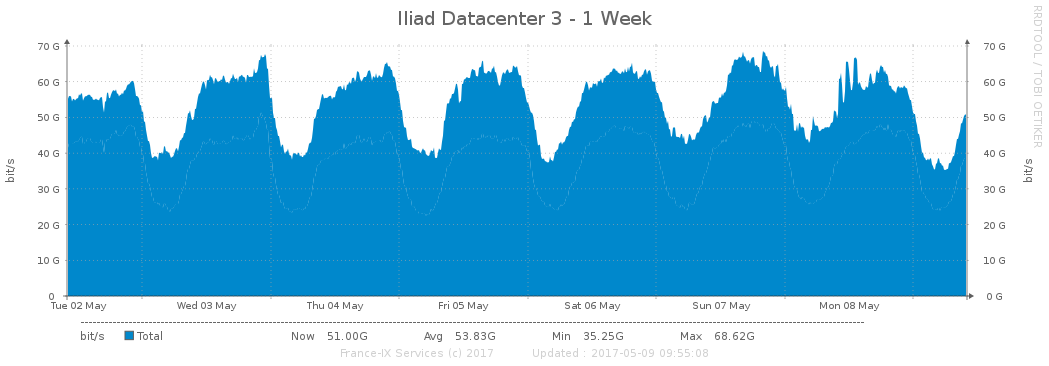 Iliad Datacenter 3 - 1 Week
RRDTOOL / TOBI OETIKER
70 G 70 G
60 G 60 G
50 G 50 G
40 G 40 G
30 G 30 G
20 G 20 G
10 G 10 G
0 0 G
bit/s bit/s
Tue 02 May Wed 03 May Thu 04 May Fri 05 May Sat 06 May Sun 07 May Mon 08 May
bit/s Total Now 51.00G Avg 53.83G Min 35.25G Max 68.62G
France-IX Services (c) 2017 Updated : 2017-05-09 09:55:08